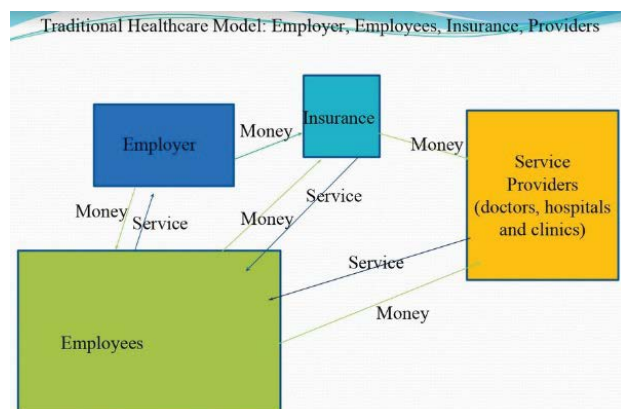 Traditional Healthcare Model: Employer, Employees, Insurance, Providers
Insurance
Money
Money
Employer
Service
Providers
(doctors, hospitals
and clinics)
Service
Money
Money
Service
Service
Money
Employees